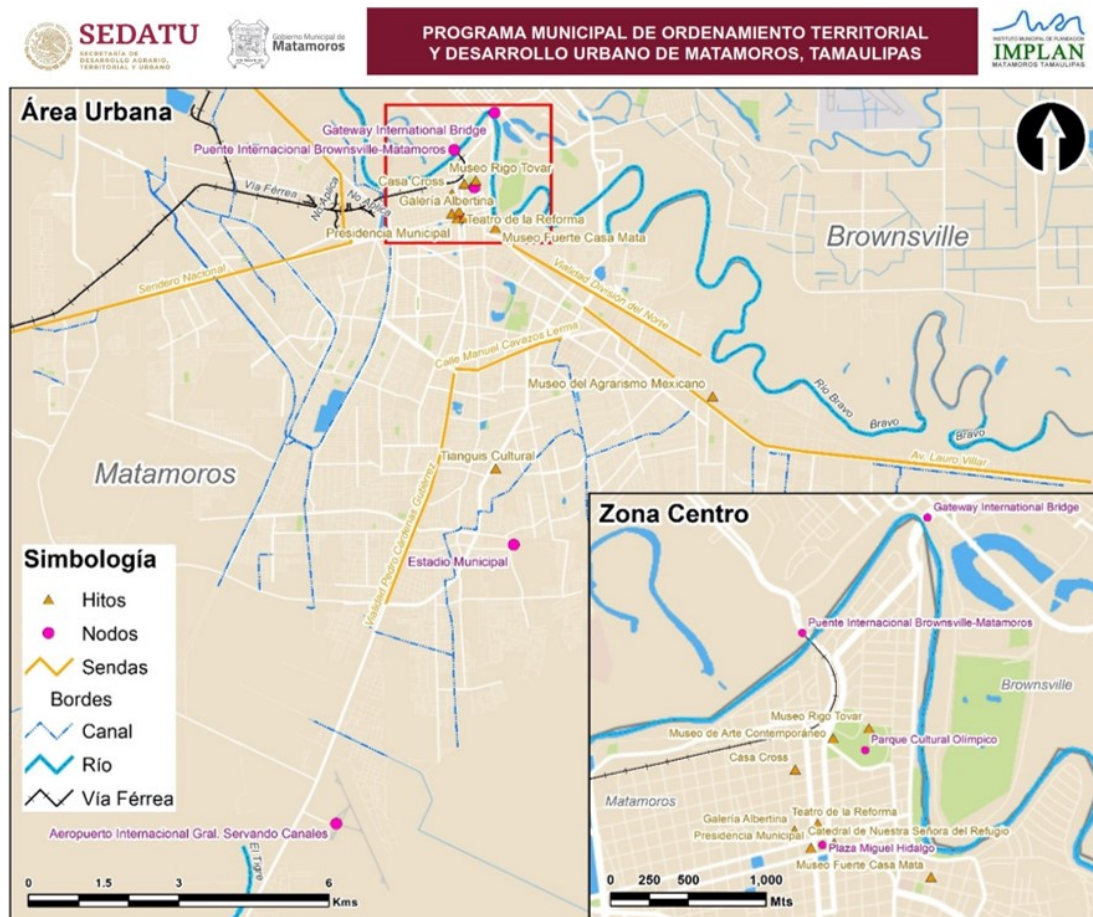 SEDATU
SECRETARÍA DE
DESARROLLO AGRARIO,
TERRITORIAL Y URBANO
Gobierno Municipal de
Matamoros
PROGRAMA MUNICIPAL DE ORDENAMIENTO TERRITORIAL
Y DESARROLLO URBANO DE MATAMOROS, TAMAULIPAS
INSTITUTO MUNICIPAL DE PLANEACIÓN
IMPLAN
MATAMOROS TAMAULIPAS
Área Urbana
Gateway International Bridge
Puente Internacional Brownsville-Matamoros
Museo Rigo Tovar
Casa Cross
Vía Férrea
No Aplica
No Aplica
Galería Albertina
Teatro de la Reforma
Presidencia Municipal
Museo Fuerte Casa Mata
Brownsville
Sendero Nacional
Vialidad División del Norte
Calle Manuel Cavazos Lerma
Museo del Agrarismo Mexicano
Río Bravo
Bravo
Bravo
Av. Lauro Villar
Matamoros
Tianguis Cultural
Vialidad Pedro Cárdenas Gutiérrez
Estadio Municipal
Aeropuerto Internacional Gral. Servando Canales
El Tigre
Simbología
Hitos
Nodos
Sendas
Bordes
Canal
Río
Vía Férrea
0 1.5 3 6
Kms
Zona Centro
Gateway International Bridge
Puente Internacional Brownsville-Matamoros
Brownsville
Museo Rigo Tovar
Museo de Arte Contemporáneo
Parque Cultural Olímpico
Casa Cross
Matamoros
Teatro de la Reforma
Galería Albertina
Catedral de Nuestra Señora del Refugio
Presidencia Municipal
Plaza Miguel Hidalgo
Museo Fuerte Casa Mata
0 250 500 1,000
Mts